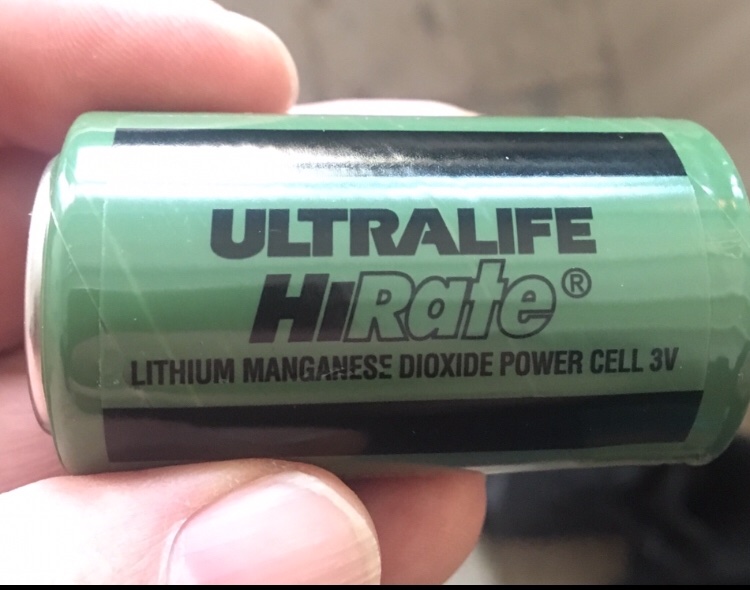 ULTRALIFE
HiRate®
LITHIUM MANGANESE DIOXIDE POWER CELL 3V